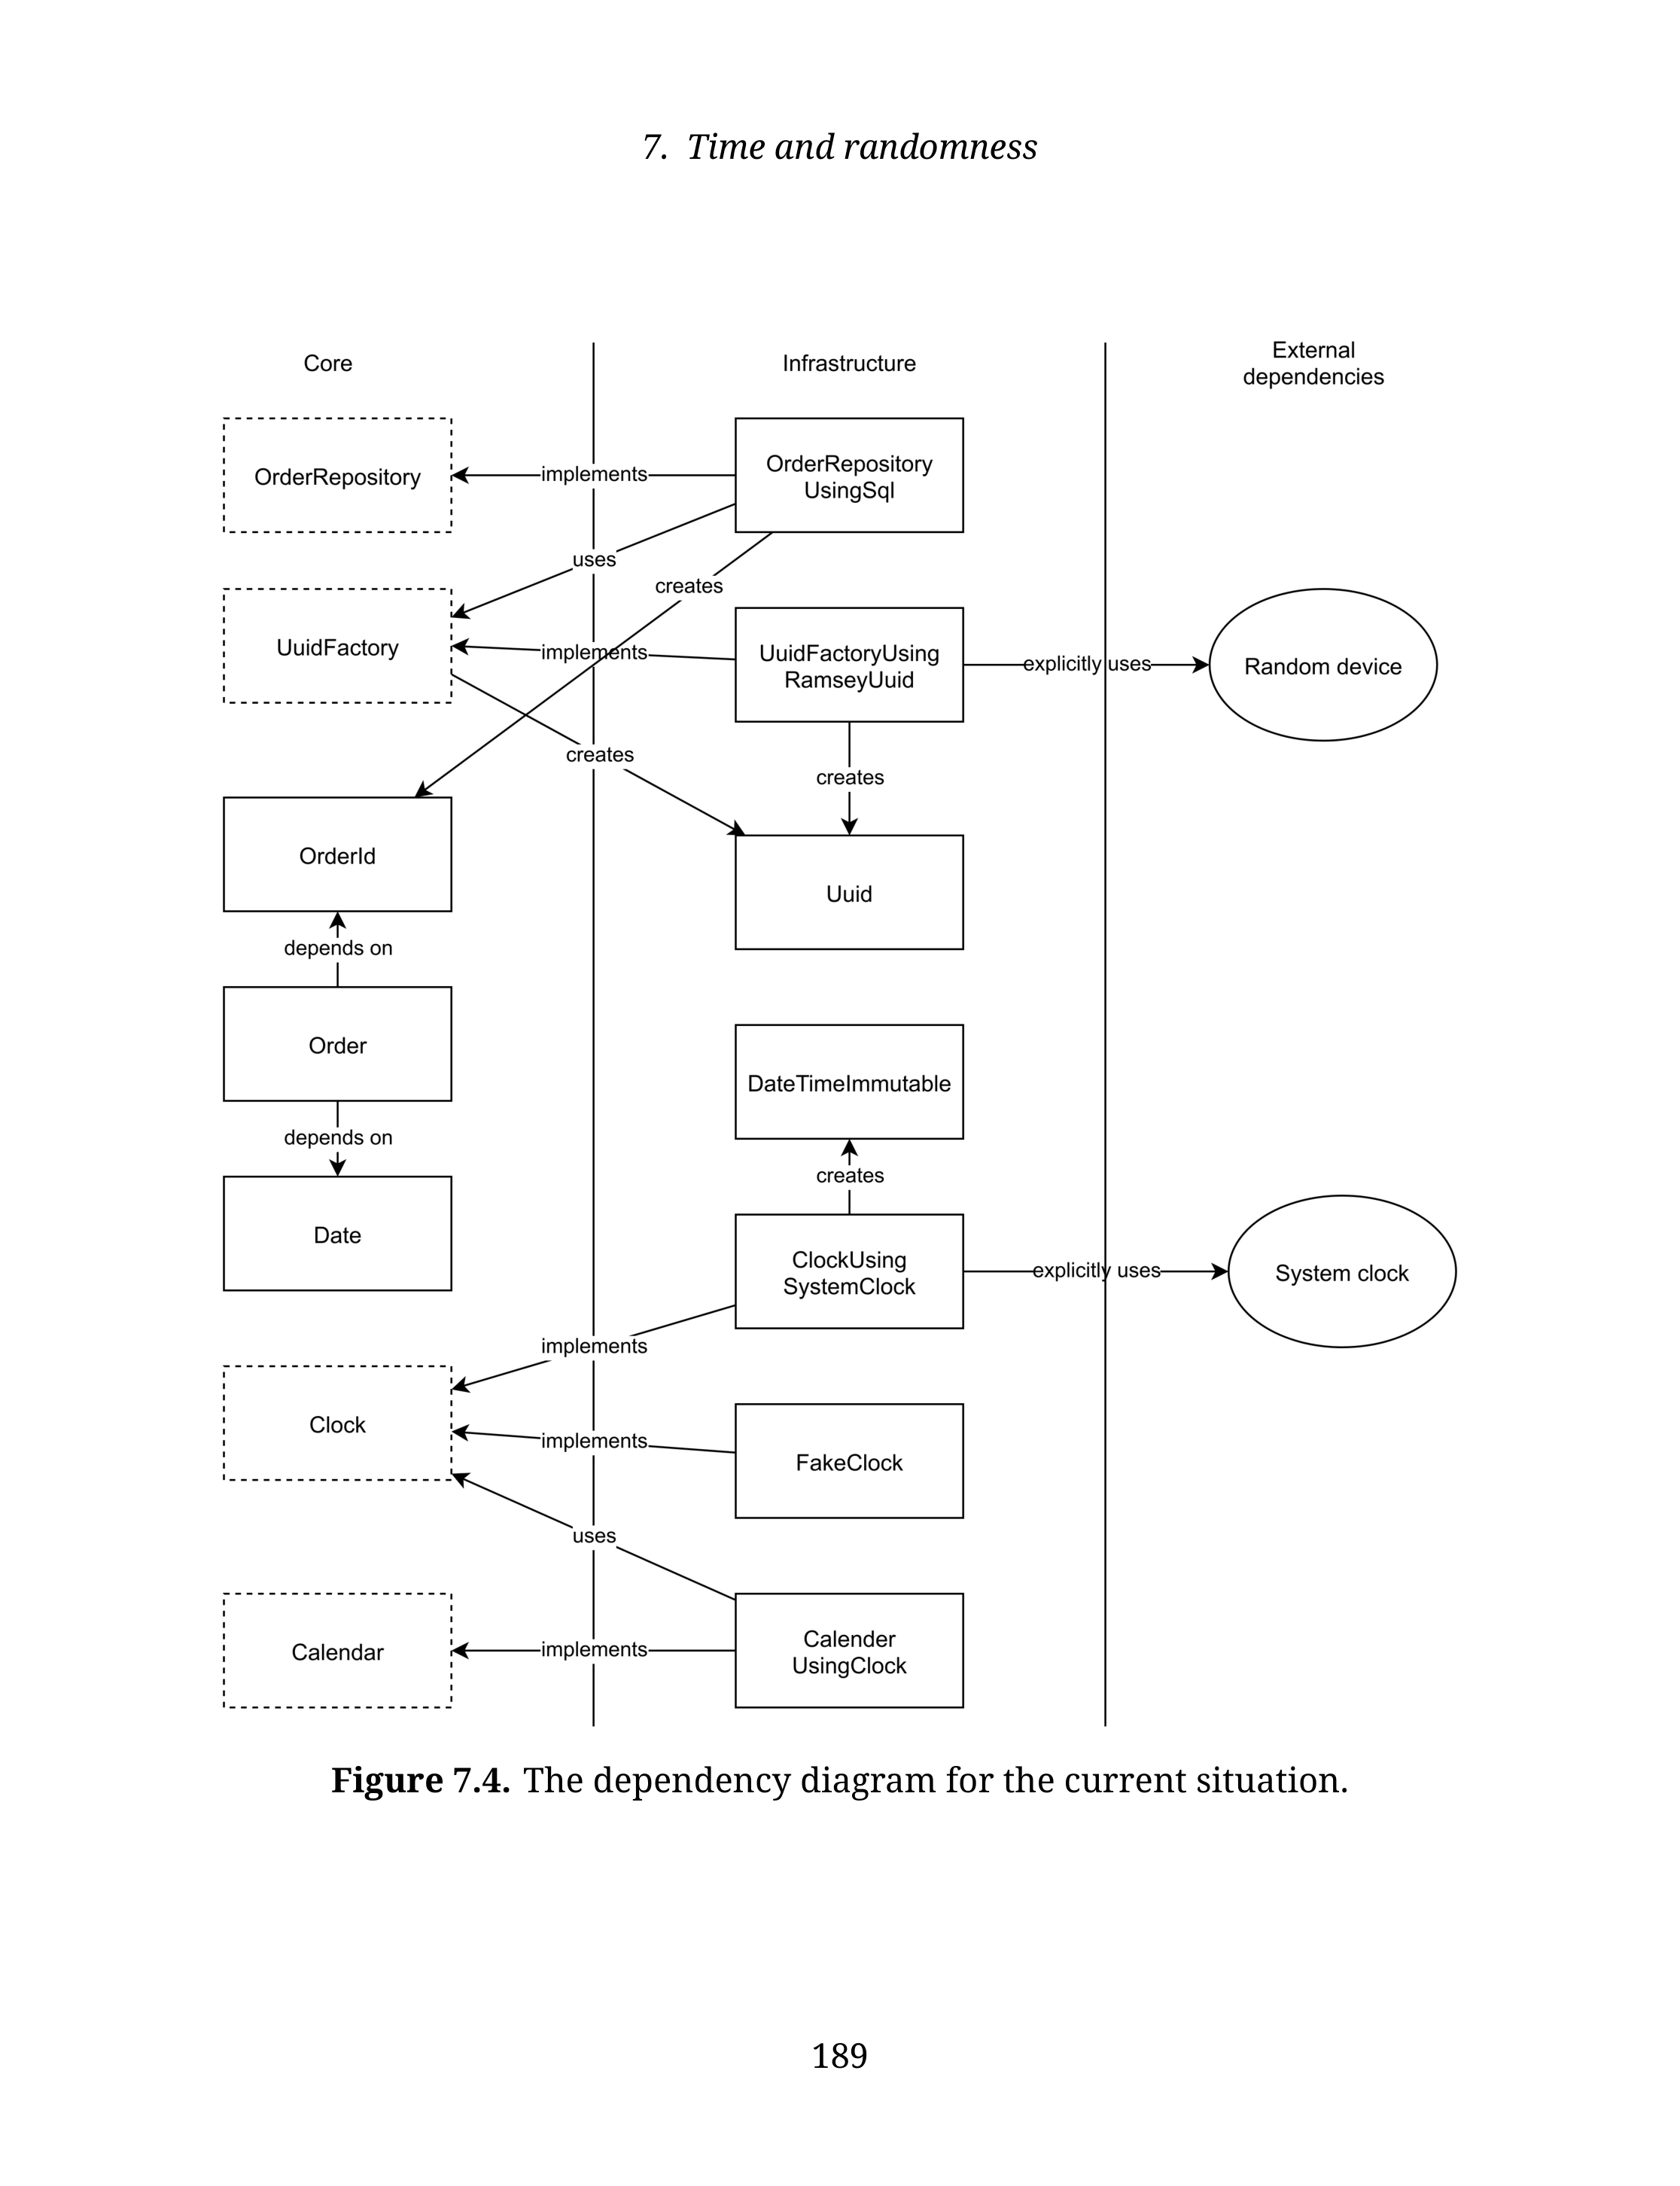 7. Time and randomness
Core
Infrastructure
External
dependencies
OrderRepository
implements
OrderRepository
UsingSql
uses
creates
UuidFactory
implements
UuidFactoryUsing
RamseyUuid
explicitly uses
Random device
creates
creates
OrderId
Uuid
depends on
Order
DateTimeImmutable
depends on
creates
Date
ClockUsing
SystemClock
explicitly uses
System clock
implements
Clock
implements
FakeClock
uses
Calendar
implements
Calender
UsingClock
Figure 7.4. The dependency diagram for the current situation.
189